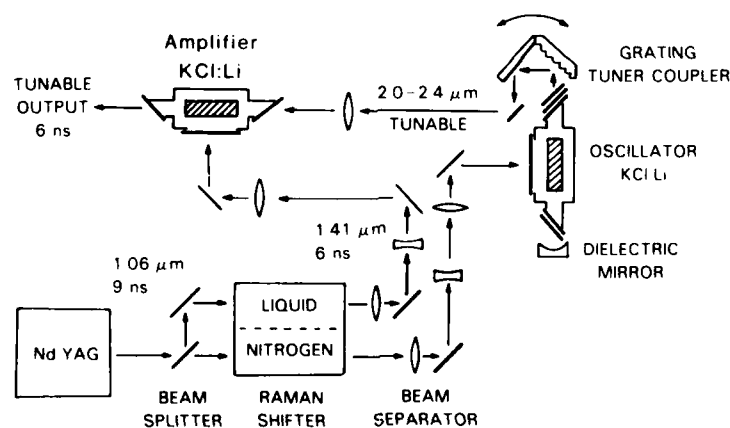 Amplifier
KCl:Li
GRATING
TUNER COUPLER
TUNABLE
OUTPUT
6 ns
2 0 - 2 4 μm
TUNABLE
OSCILLATOR
KCl Li
1 41 μm
6 ns
DIELECTRIC
MIRROR
1 06 μm
9 ns
LIQUID
NITROGEN
Nd YAG
BEAM
SPLITTER
RAMAN
SHIFTER
BEAM
SEPARATOR